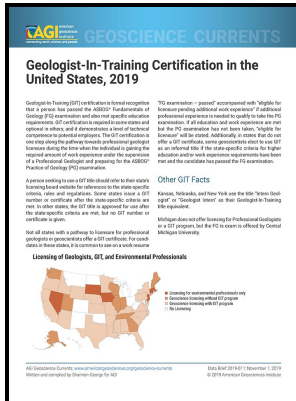 AGI american geosciences institute
connecting earth, science, and people
GEOSCIENCE CURRENTS
Geologist-In-Training Certification in the
United States, 2019
Geologist-In-Training (GIT) certification is formal recognition
that a person has passed the ASBOG® Fundamentals of
Geology (FG) examination and also met specific education
requirements. GIT certification is required in some states and
optional in others; and it demonstrates a level of technical
competence to potential employers. The GIT certification is
one step along the pathway towards professional geologist
licensure during the time when the individual is gaining the
required amount of work experience under the supervision
of a Professional Geologist and preparing for the ASBOG®
Practice of Geology (PG) examination.
A person seeking to use a GIT title should refer to their state's
licensing board website for references to the state-specific
criteria, rules and regulations. Some states issue a GIT
number or certificate after the state-specific criteria are
met. In other states, the GIT title is approved for use after
the state-specific criteria are met, but no GIT number or
certificate is given.
Not all states with a pathway to licensure for professional
geologists or geoscientists offer a GIT certificate. For candi-
dates in these states, it is common to see on a work resume
"FG examination – passed" accompanied with "eligible for
licensure pending additional work experience" if additional
professional experience is needed to qualify to take the PG
examination. If all education and work experience are met
but the PG examination has not been taken, "eligible for
licensure" will be stated. Additionally, in states that do not
offer a GIT certificate, some geoscientists elect to use GIT
as an informal title if the state-specific criteria for higher
education and/or work experience requirements have been
met and the candidate has passed the FG examination.
Other GIT Facts
Kansas, Nebraska, and New York use the title "Intern Geol-
ogist" or "Geologist Intern" as their Geologist-In-Training
title equivalent.
Michigan does not offer licensing for Professional Geologists
or a GIT program, but the FG exam is offered by Central
Michigan University.
Licensing of Geologists, GIT, and Environmental Professionals
Licensing for environmental professionals only
Geoscience licensing without GIT program
Geoscience licensing with GIT program
No Licensing
AGI Geoscience Currents: www.americangeosciences.org/geoscience-currents
Written and compiled by Shannon George for AGI
Data Brief 2019-011; November 1, 2019
© 2019 American Geosciences Institute